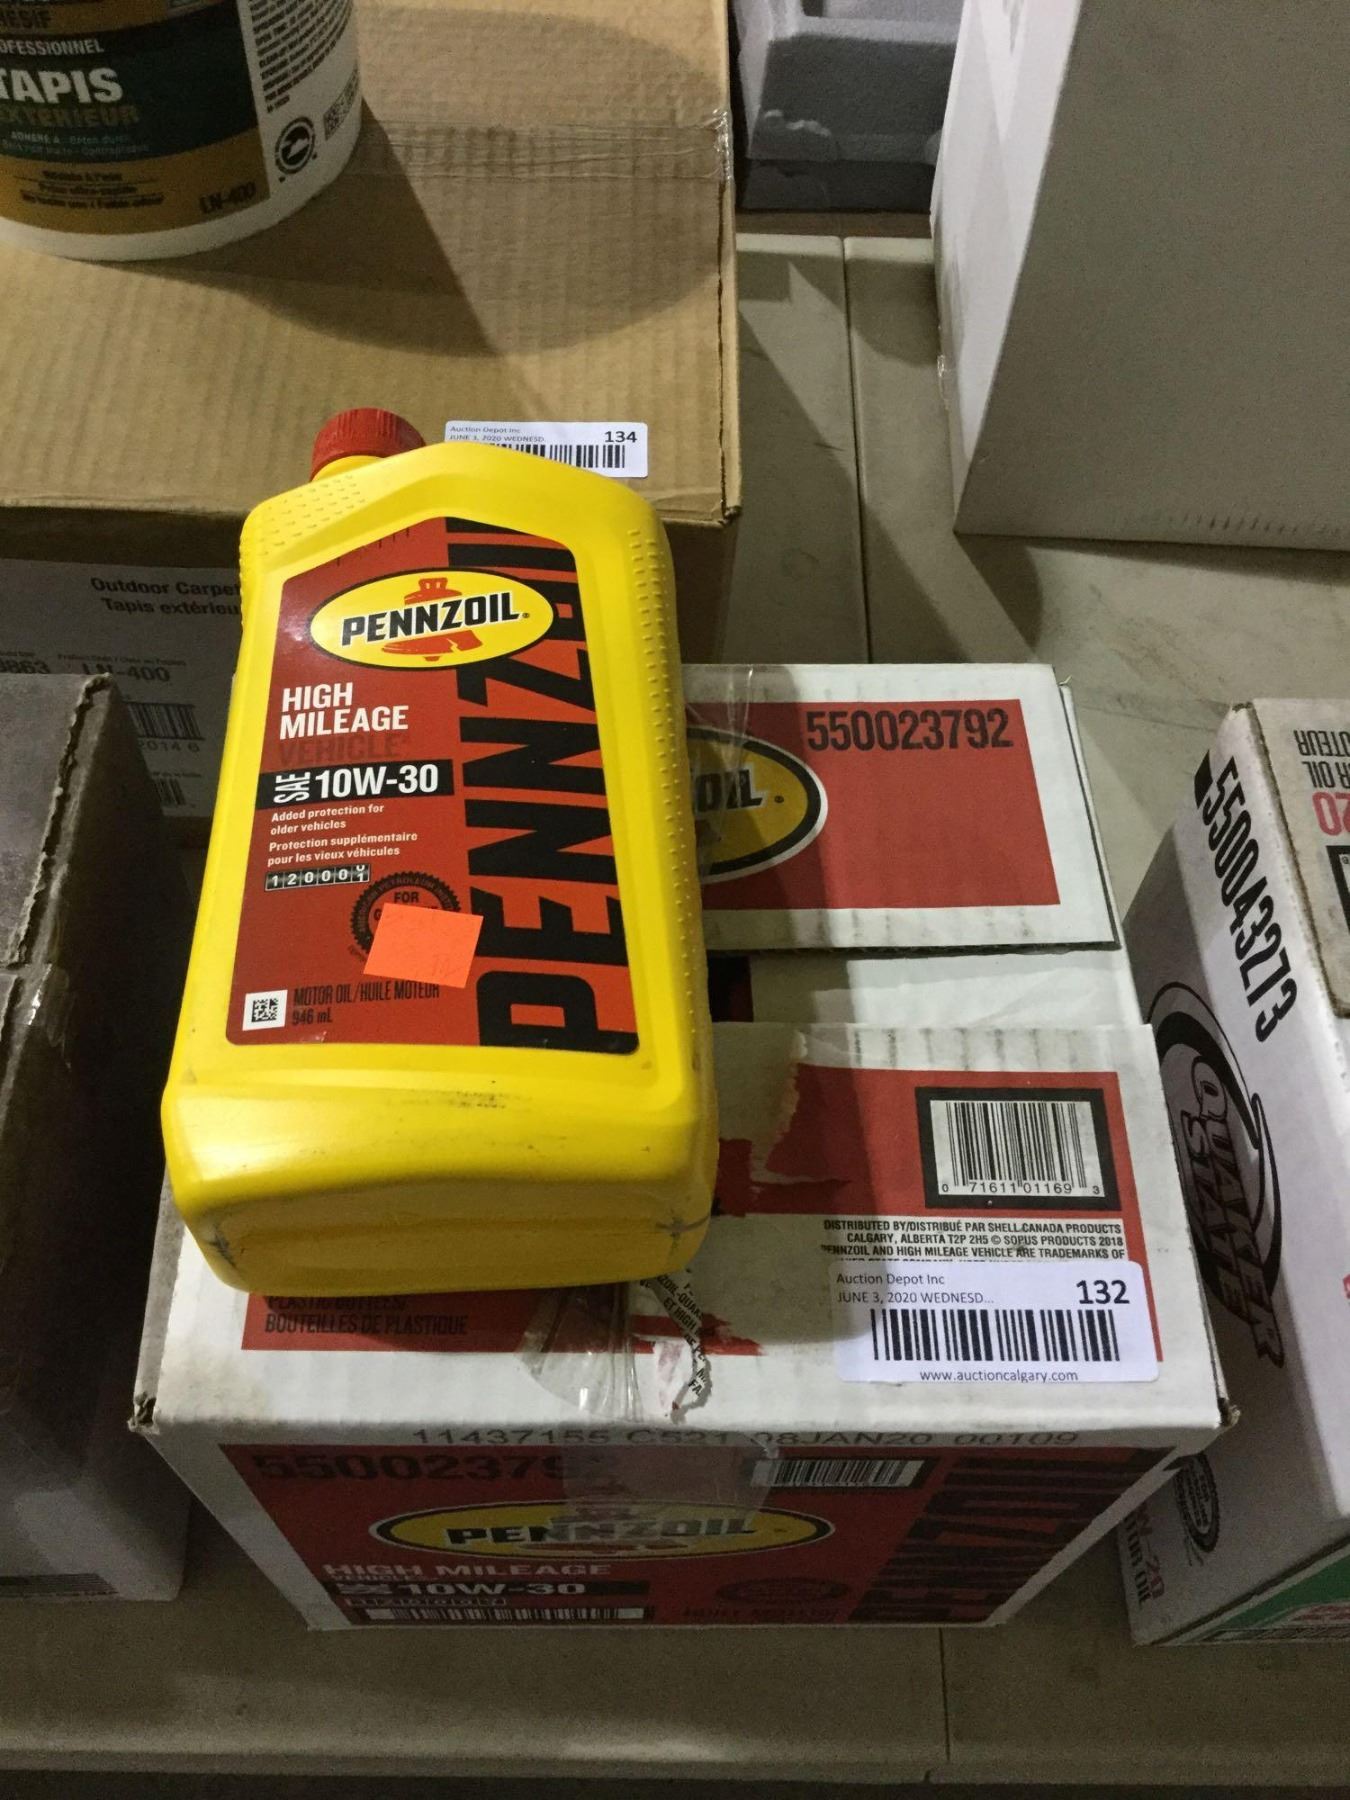 PROFESSIONNEL
TAPIS
EXTÉRIEUR
LN-400
Auction Depot Inc
JUNE 3, 2020 WEDNESD...
134
Outdoor Carpet
Tapis extérieu
LN-400
PENNZOIL
HIGH
MILEAGE
VEHICLE
SAE 10W-30
Added protection for
older vehicles
Protection supplémentaire
pour les vieux véhicules
FOR
MOTOR OIL/HUILE MOTEUR
946 mL
PENNZOIL
550023792
550043273
QUAKER
STATE
0 71611 01169 3
DISTRIBUTED BY/DISTRIBUÉ PAR SHELL CANADA PRODUCTS
CALGARY, ALBERTA T2P 2H5 © SOPUS PRODUCTS 2018
PENNZOIL AND HIGH MILEAGE VEHICLE ARE TRADEMARKS OF
PLASTIC BOTTLES/
BOUTEILLES DE PLASTIQUE
Auction Depot Inc
JUNE 3, 2020 WEDNESD...
132
www.auctioncalgary.com
11437155 C521 08JAN20 00109
550023792
PENNZOIL
HIGH MILEAGE
10W-30